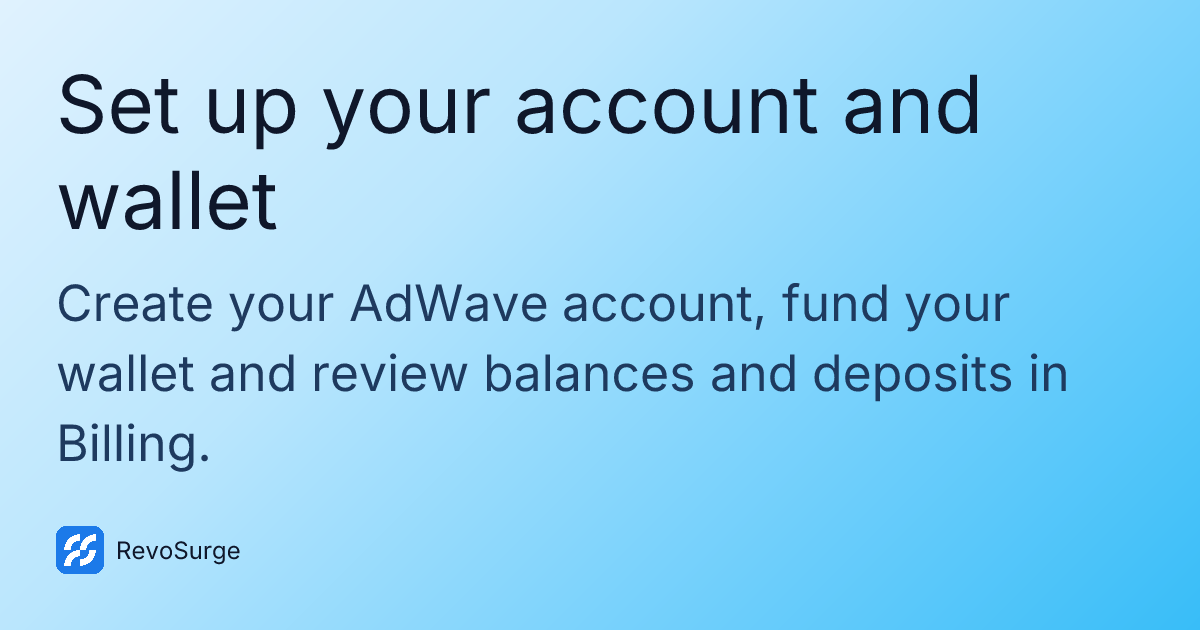 Set up your account and
wallet
Create your AdWave account, fund your
wallet and review balances and deposits in
Billing.
RevoSurge